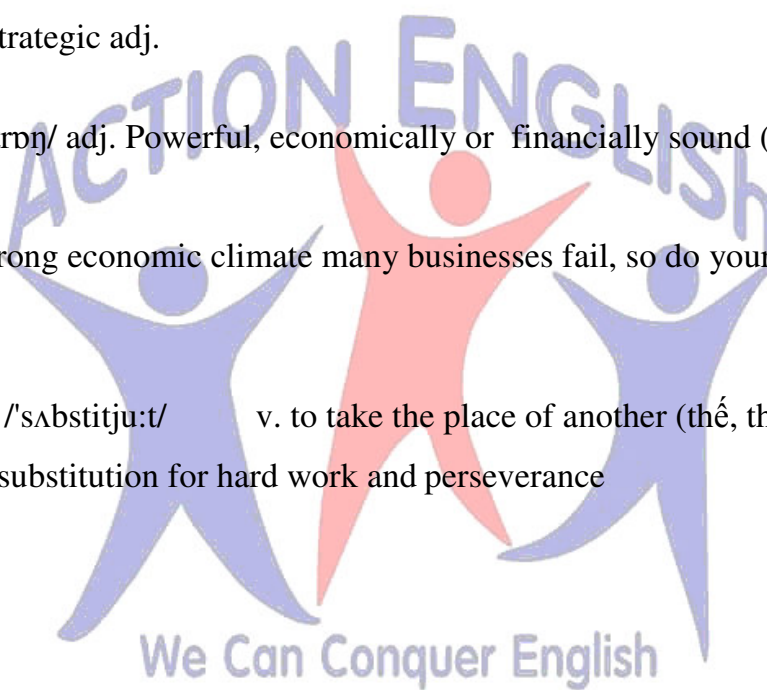 trategic adj.
ACTION ENGLISH
rɒŋ/ adj. Powerful, economically or financially sound (
rong economic climate many businesses fail, so do your
/'sʌbstitju:t/ v. to take the place of another (thế, th
substitution for hard work and perseverance
We Can Conquer English